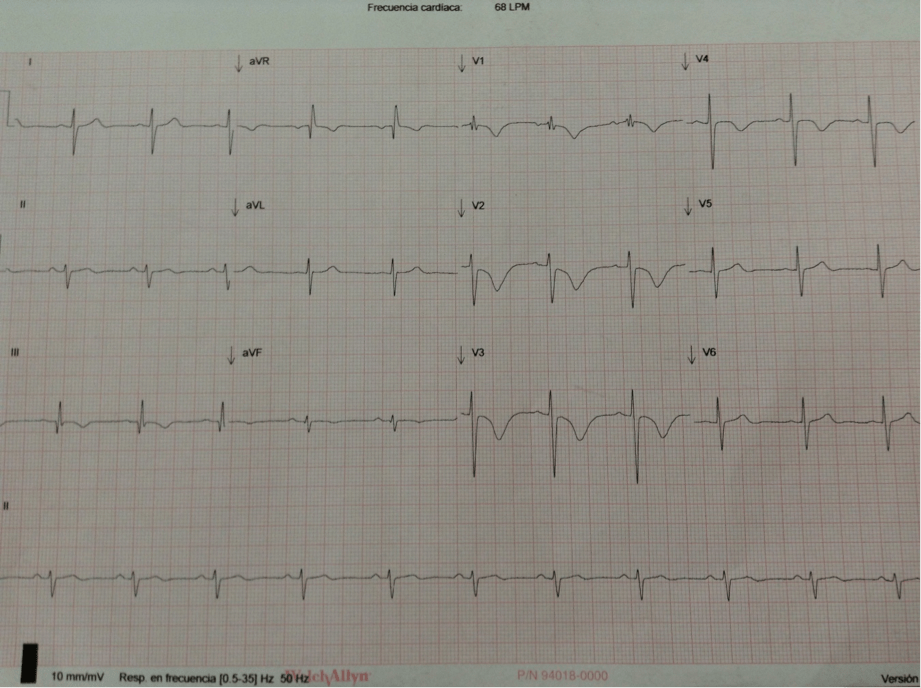 Frecuencia cardíaca: 68 LPM
I aVR V1 V4
II aVL V2 V5
III aVF V3 V6
II
10 mm/mV Resp. en frecuencia [0.5-35] Hz 50 Hz WelchAllyn P/N 94018-0000 Versión